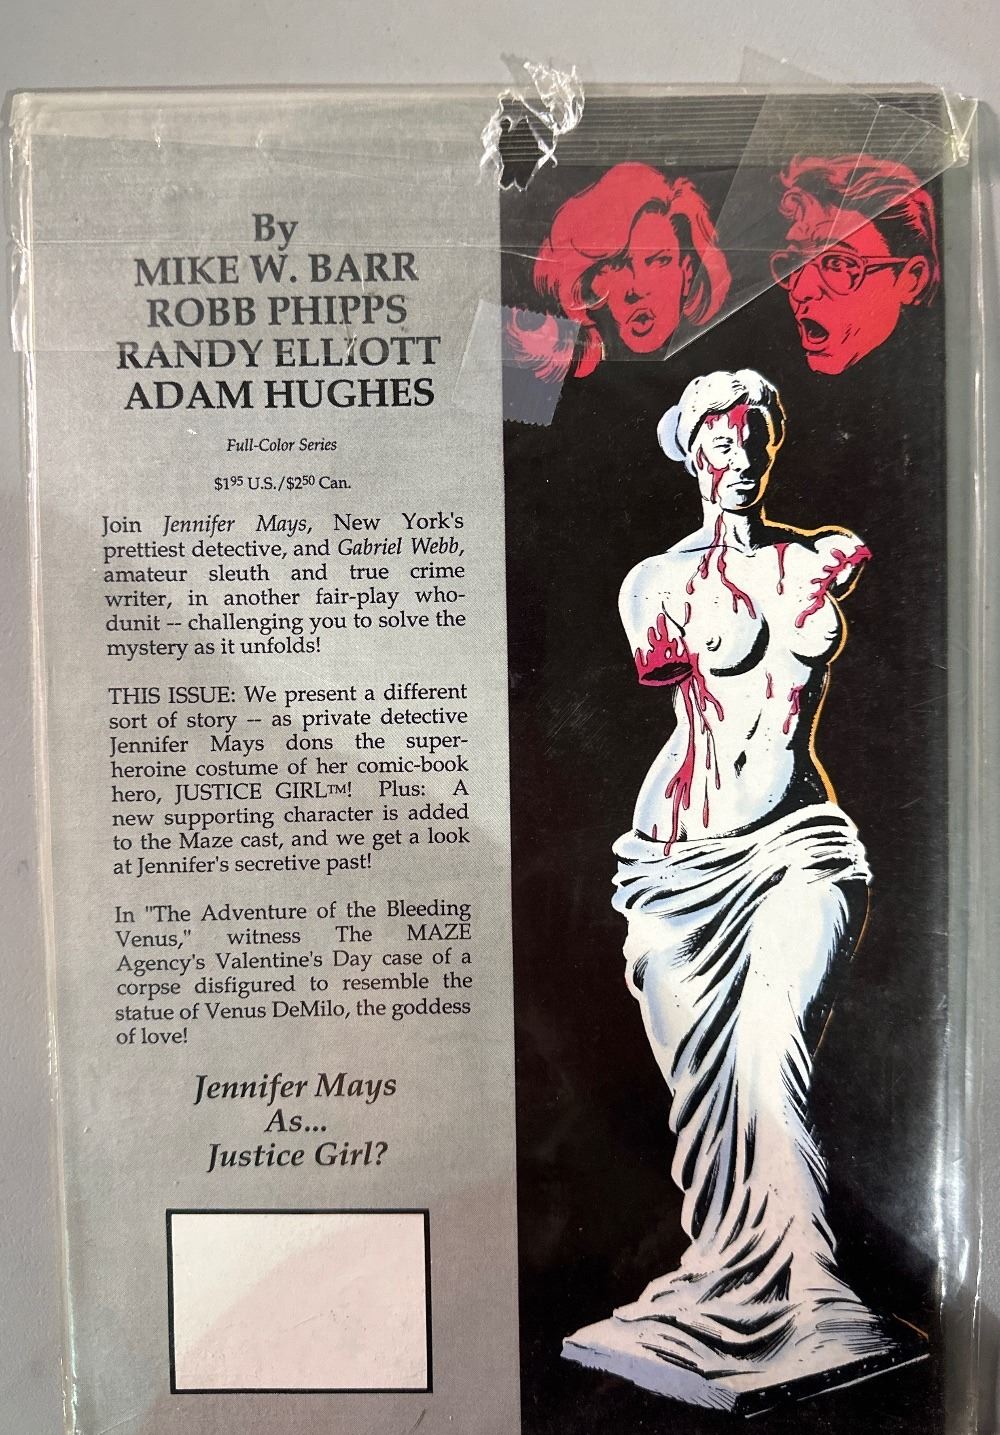 By
MIKE W. BARR
ROBB PHIPPS
RANDY ELLIOTT
ADAM HUGHES
Full-Color Series
$1.95 U.S./$2.50 Can.
Join Jennifer Mays, New York's
prettiest detective, and Gabriel Webb,
amateur sleuth and true crime
writer, in another fair-play who-
dunit -- challenging you to solve the
mystery as it unfolds!
THIS ISSUE: We present a different
sort of story -- as private detective
Jennifer Mays dons the super-
heroine costume of her comic-book
hero, JUSTICE GIRL™! Plus: A
new supporting character is added
to the Maze cast, and we get a look
at Jennifer's secretive past!
In "The Adventure of the Bleeding
Venus," witness The MAZE
Agency's Valentine's Day case of a
corpse disfigured to resemble the
statue of Venus DeMilo, the goddess
of love!
Jennifer Mays
As...
Justice Girl?